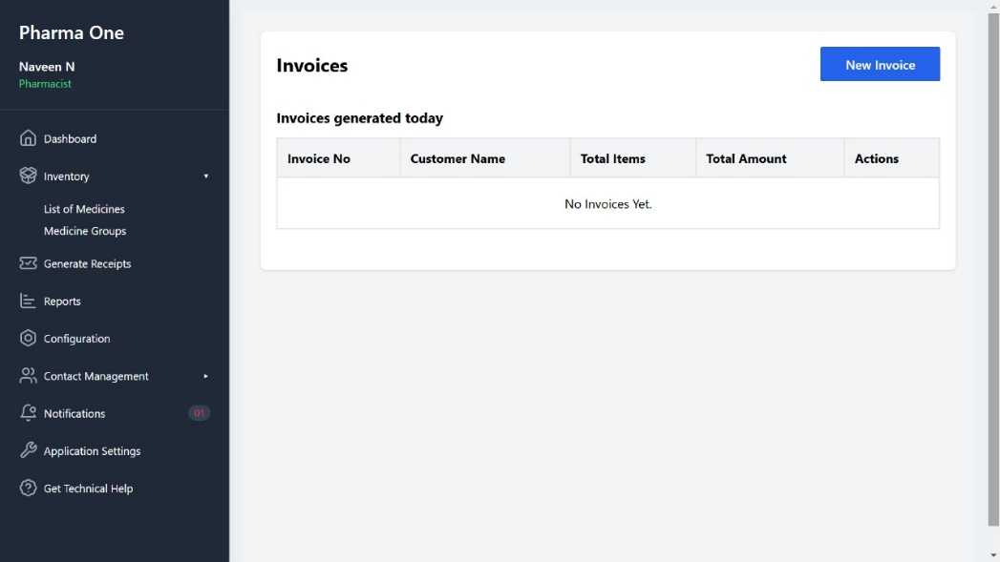 Pharma One
Naveen N
Pharmacist
Dashboard
Inventory
List of Medicines
Medicine Groups
Generate Receipts
Reports
Configuration
Contact Management
Notifications 01
Application Settings
Get Technical Help
Invoices
New Invoice
Invoices generated today
Invoice No Customer Name Total Items Total Amount Actions
No Invoices Yet.